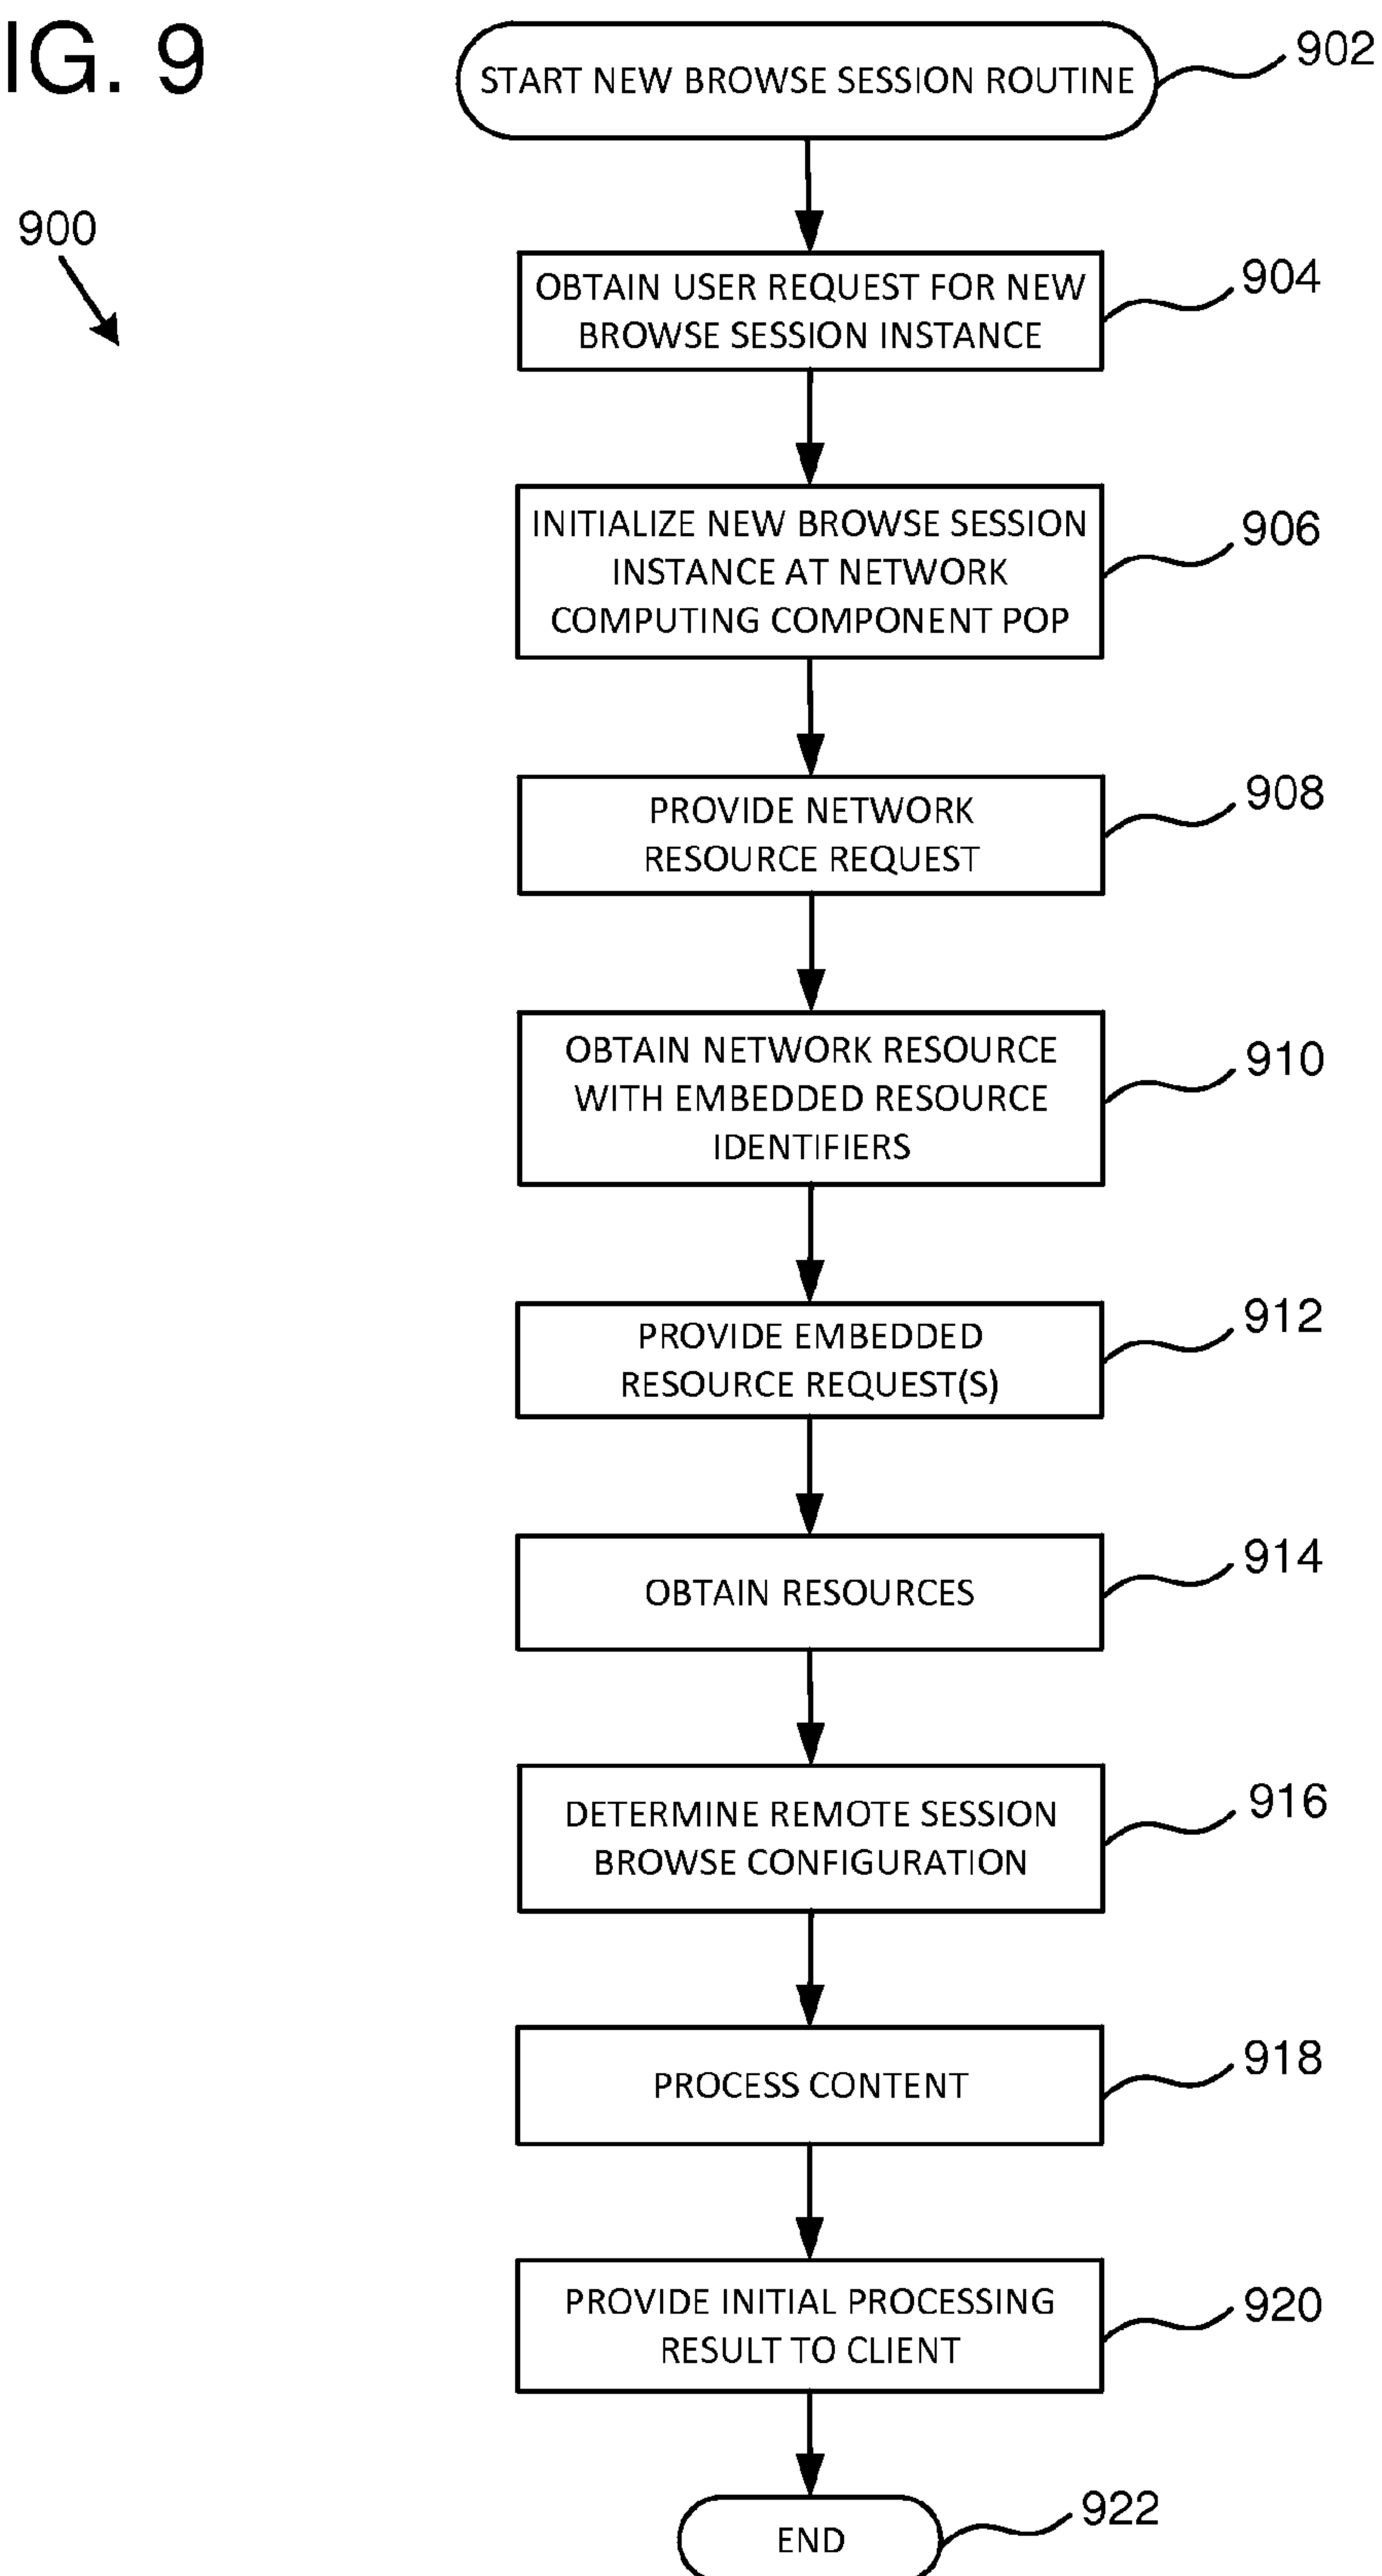 IG. 9
900
START NEW BROWSE SESSION ROUTINE
902
OBTAIN USER REQUEST FOR NEW
BROWSE SESSION INSTANCE
904
INITIALIZE NEW BROWSE SESSION
INSTANCE AT NETWORK
COMPUTING COMPONENT POP
906
PROVIDE NETWORK
RESOURCE REQUEST
908
OBTAIN NETWORK RESOURCE
WITH EMBEDDED RESOURCE
IDENTIFIERS
910
PROVIDE EMBEDDED
RESOURCE REQUEST(S)
912
OBTAIN RESOURCES
914
DETERMINE REMOTE SESSION
BROWSE CONFIGURATION
916
PROCESS CONTENT
918
PROVIDE INITIAL PROCESSING
RESULT TO CLIENT
920
END
922